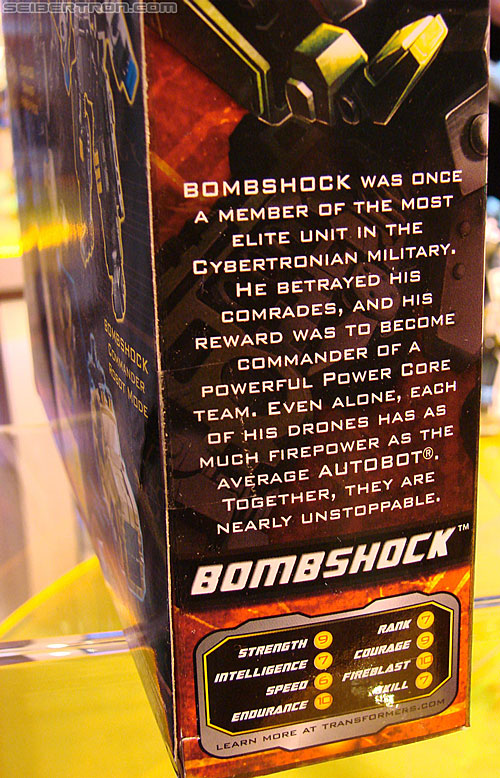 SEIBERTRON.COM
BOMBSHOCK WAS ONCE
A MEMBER OF THE MOST
ELITE UNIT IN THE
CYBERTRONIAN MILITARY.
HE BETRAYED HIS
COMRADES, AND HIS
REWARD WAS TO BECOME
COMMANDER OF A
POWERFUL POWER CORE
TEAM. EVEN ALONE, EACH
OF HIS DRONES HAS AS
MUCH FIREPOWER AS THE
AVERAGE AUTOBOT®.
TOGETHER, THEY ARE
NEARLY UNSTOPPABLE.
BOMBSHOCK
COMMANDER
ROBOT MODE
BOMBSHOCK™
STRENGTH 9
INTELLIGENCE 7
SPEED 6
ENDURANCE 10
RANK 7
COURAGE 9
FIREBLAST 10
SKILL 7
LEARN MORE AT TRANSFORMERS.COM